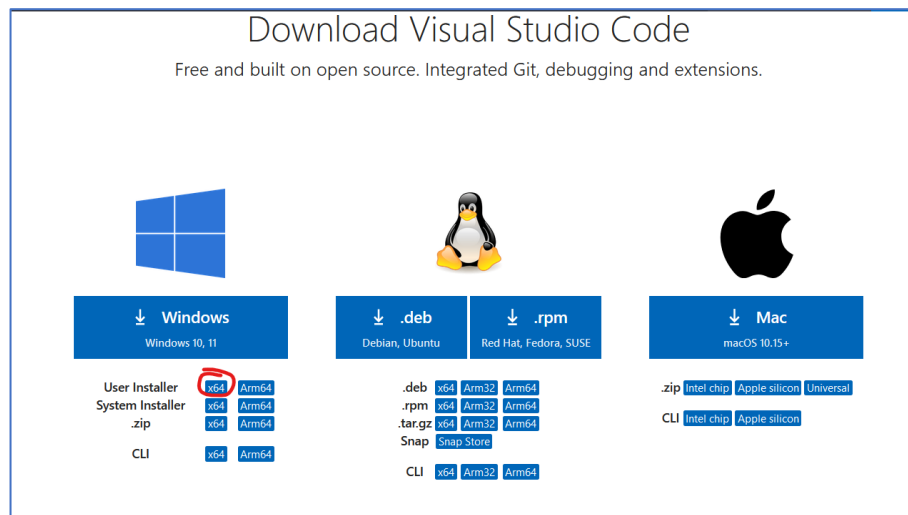 Download Visual Studio Code
Free and built on open source. Integrated Git, debugging and extensions.
Windows
Windows 10, 11
User Installer x64 Arm64
System Installer x64 Arm64
.zip x64 Arm64
CLI x64 Arm64
.deb
Debian, Ubuntu
.rpm
Red Hat, Fedora, SUSE
.deb x64 Arm32 Arm64
.rpm x64 Arm32 Arm64
.tar.gz x64 Arm32 Arm64
Snap Snap Store
CLI x64 Arm32 Arm64
Mac
macOS 10.15+
.zip Intel chip Apple silicon Universal
CLI Intel chip Apple silicon